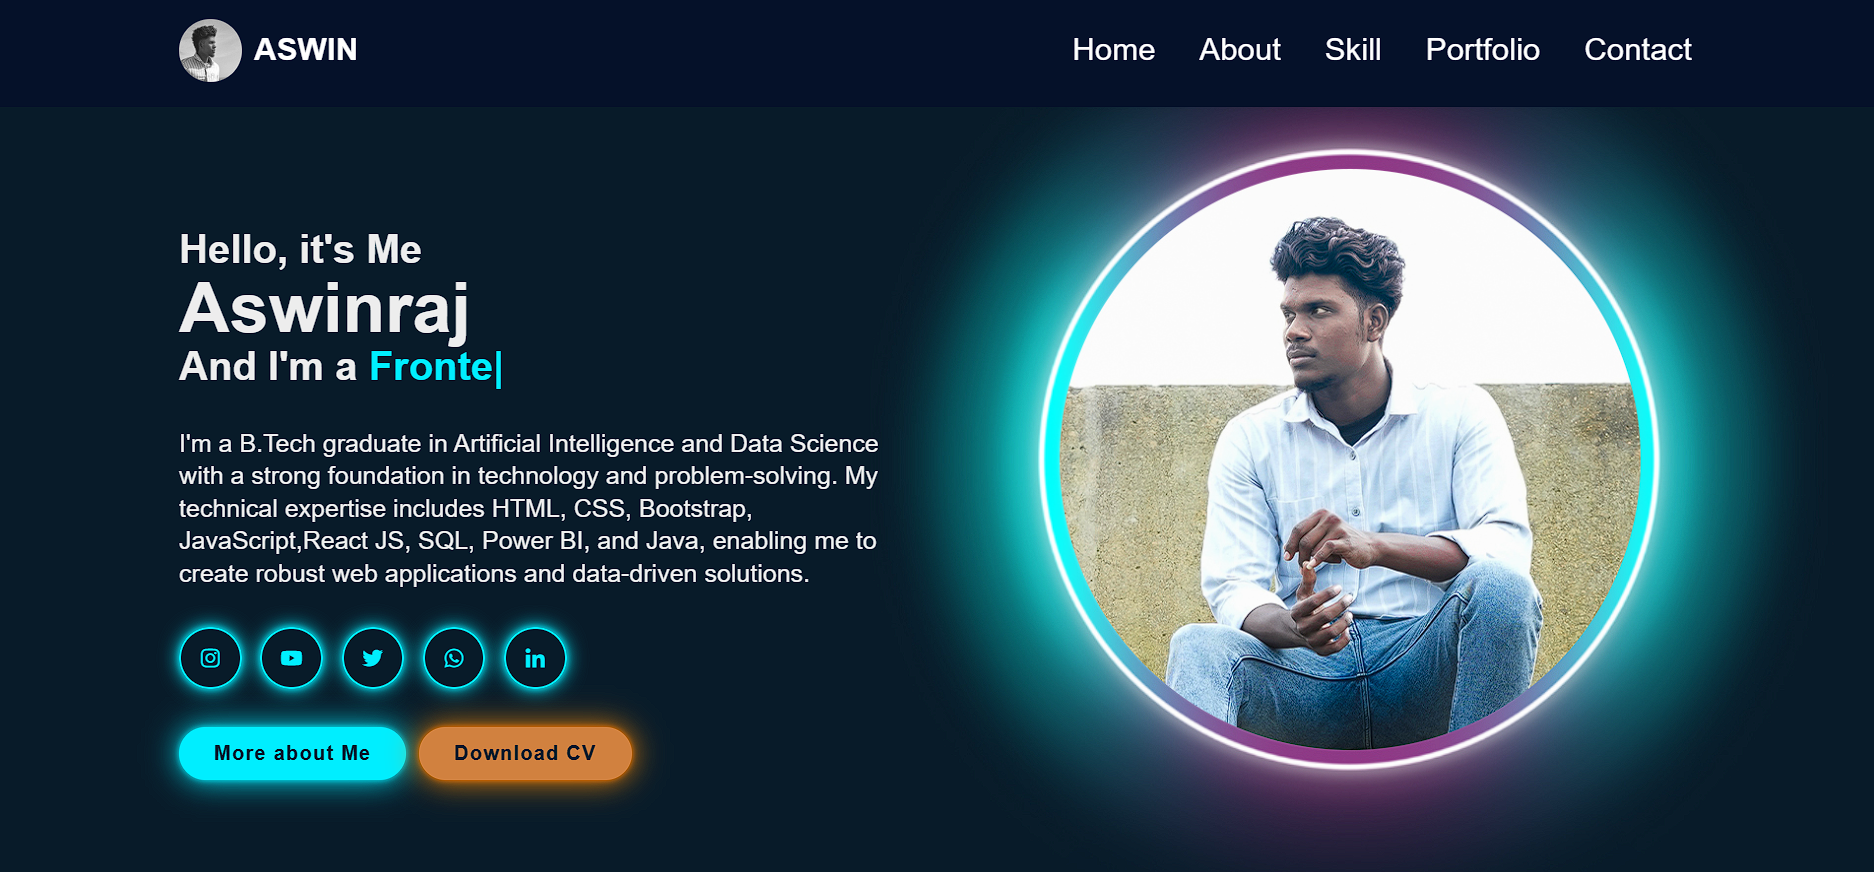 ASWIN
Home About Skill Portfolio Contact
Hello, it's Me
Aswinraj
And I'm a Fronte|
I'm a B.Tech graduate in Artificial Intelligence and Data Science
with a strong foundation in technology and problem-solving. My
technical expertise includes HTML, CSS, Bootstrap,
JavaScript,React JS, SQL, Power BI, and Java, enabling me to
create robust web applications and data-driven solutions.
More about Me Download CV